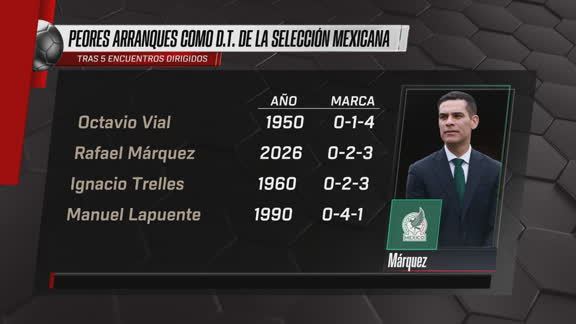 PEORES ARRANQUES COMO D.T. DE LA SELECCIÓN MEXICANA
TRAS 5 ENCUENTROS DIRIGIDOS
AÑO MARCA
Octavio Vial 1950 0-1-4
Rafael Márquez 2026 0-2-3
Ignacio Trelles 1960 0-2-3
Manuel Lapuente 1990 0-4-1
MEXICO
Márquez